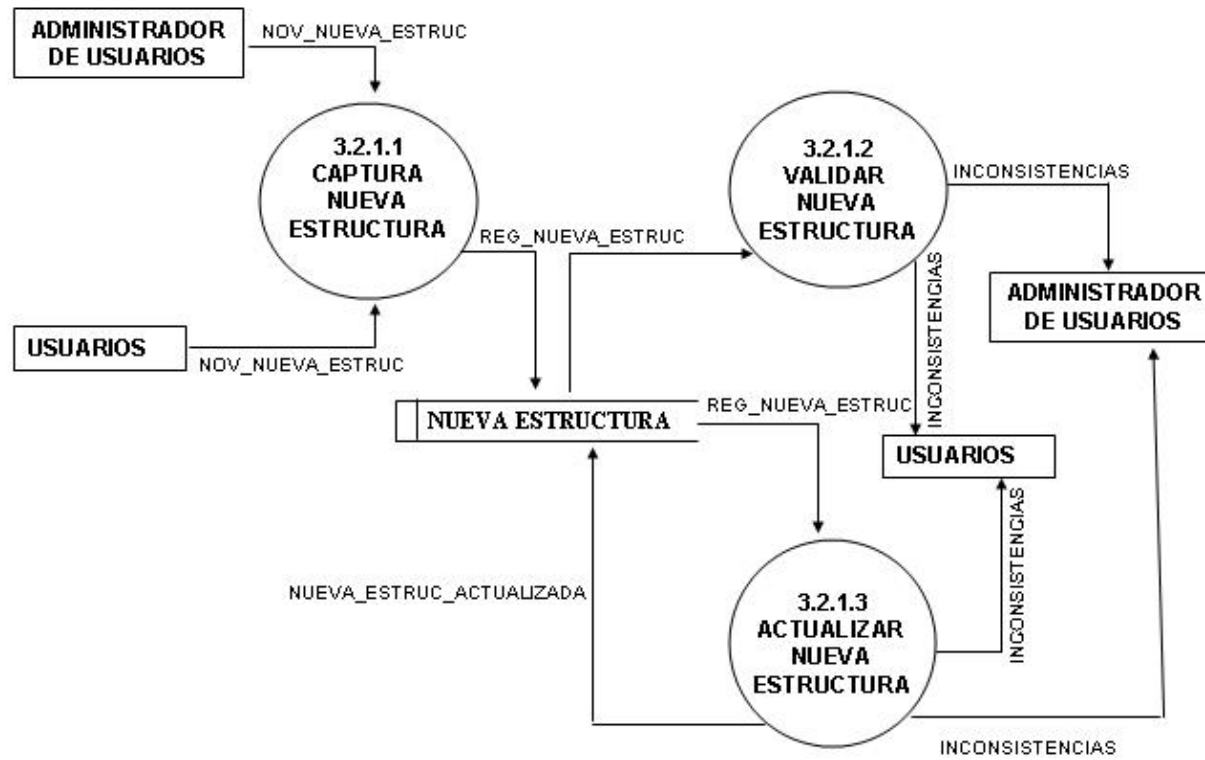 ADMINISTRADOR
DE USUARIOS
NOV_NUEVA_ESTRUC
3.2.1.1
CAPTURA
NUEVA
ESTRUCTURA
3.2.1.2
VALIDAR
NUEVA
ESTRUCTURA
INCONSISTENCIAS
REG_NUEVA_ESTRUC
INCONSISTENCIAS
ADMINISTRADOR
DE USUARIOS
USUARIOS
NOV_NUEVA_ESTRUC
NUEVA ESTRUCTURA
REG_NUEVA_ESTRUC
USUARIOS
INCONSISTENCIAS
NUEVA_ESTRUC_ACTUALIZADA
3.2.1.3
ACTUALIZAR
NUEVA
ESTRUCTURA
INCONSISTENCIAS